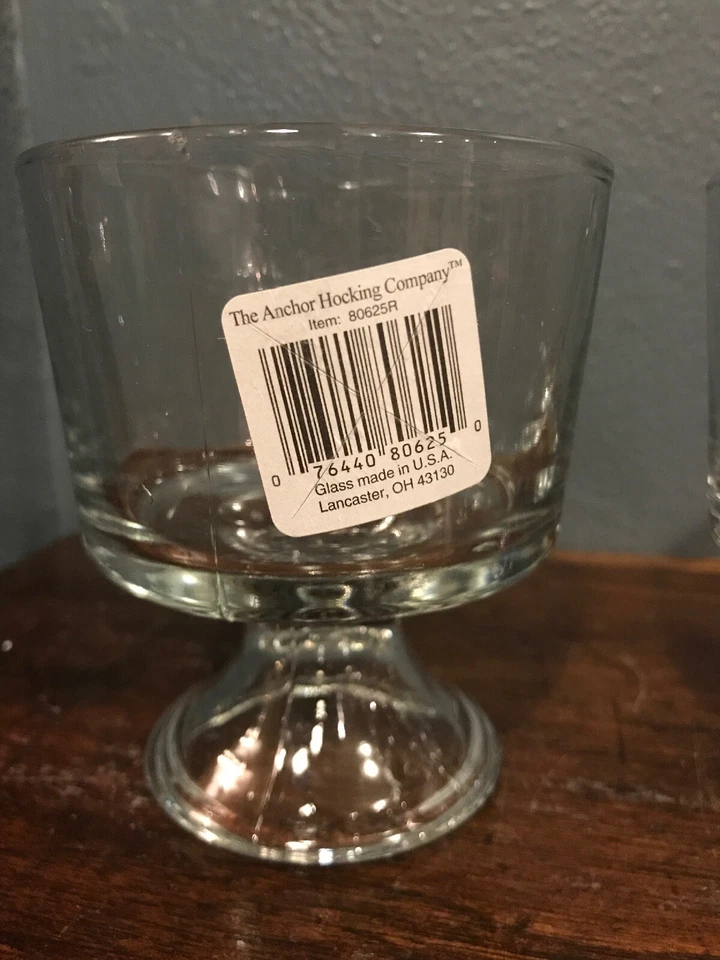 The Anchor Hocking Company™
Item: 80625R
0 76440 80625 0
Glass made in U.S.A.
Lancaster, OH 43130